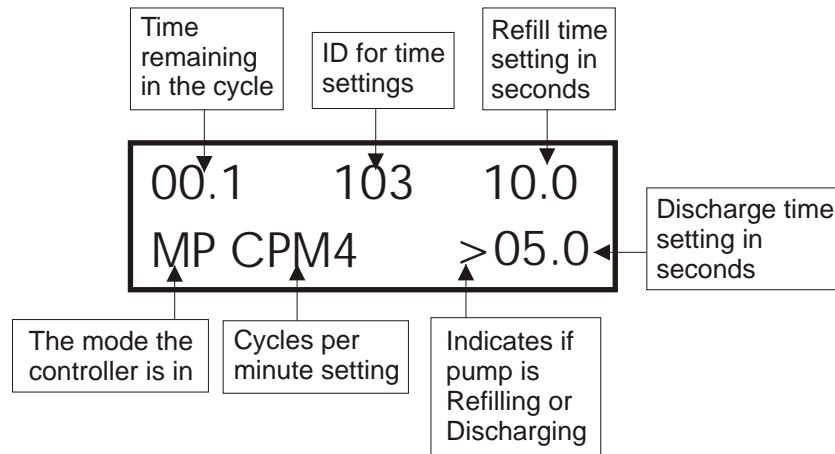 Time
remaining
in the cycle
ID for time
settings
Refill time
setting in
seconds
00.1 103 10.0
MP CPM4 >05.0
Discharge time
setting in
seconds
The mode the
controller is in
Cycles per
minute setting
Indicates if
pump is
Refilling or
Discharging